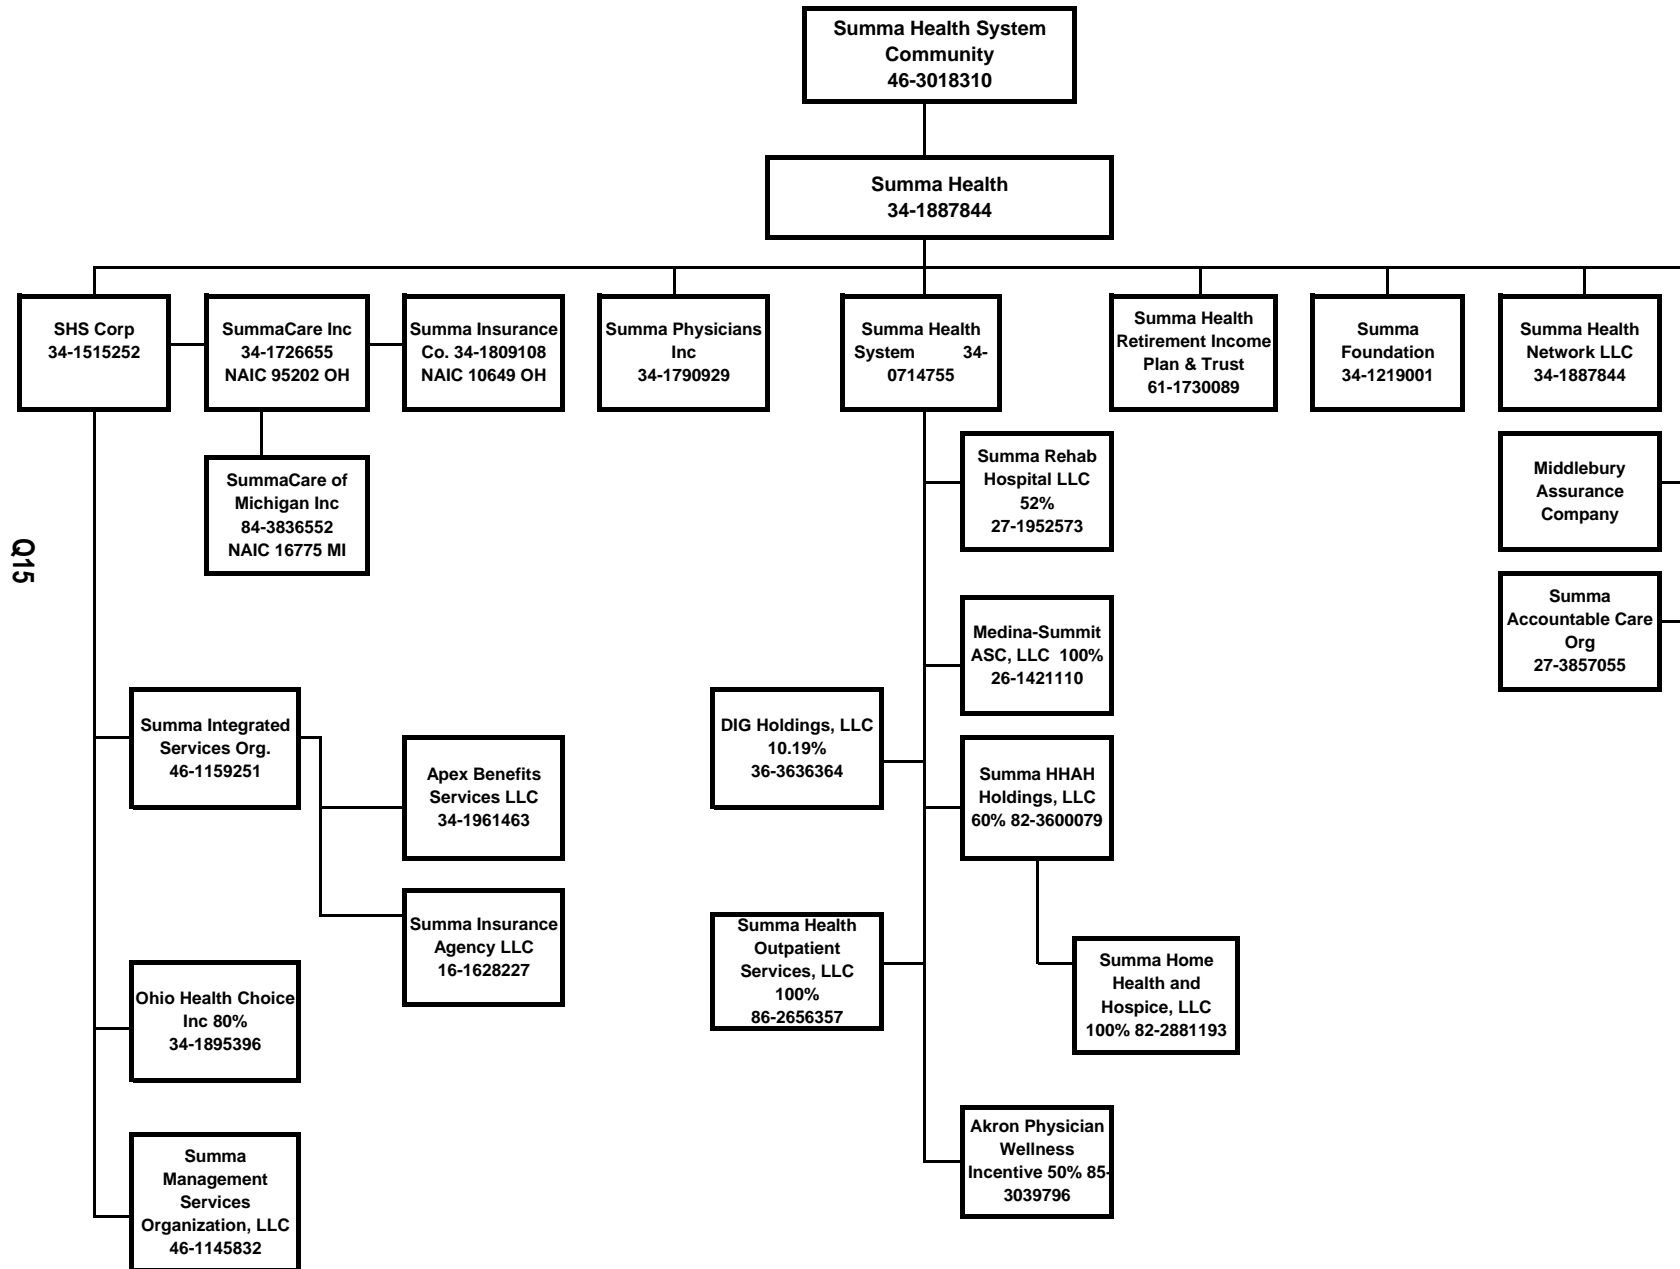 Summa Health System
Community
46-3018310
Summa Health
34-1887844
SHS Corp
34-1515252
SummaCare Inc
34-1726655
NAIC 95202 OH
Summa Insurance
Co. 34-1809108
NAIC 10649 OH
Summa Physicians
Inc
34-1790929
Summa Health
System 34-
0714755
Summa Health
Retirement Income
Plan & Trust
61-1730089
Summa
Foundation
34-1219001
Summa Health
Network LLC
34-1887844
SummaCare of
Michigan Inc
84-3836552
NAIC 16775 MI
Summa Rehab
Hospital LLC
52%
27-1952573
Middlebury
Assurance
Company
Q15
Medina-Summit
ASC, LLC 100%
26-1421110
Summa
Accountable Care
Org
27-3857055
Summa Integrated
Services Org.
46-1159251
Apex Benefits
Services LLC
34-1961463
DIG Holdings, LLC
10.19%
36-3636364
Summa HHAH
Holdings, LLC
60% 82-3600079
Summa Insurance
Agency LLC
16-1628227
Summa Health
Outpatient
Services, LLC
100%
86-2656357
Summa Home
Health and
Hospice, LLC
100% 82-2881193
Ohio Health Choice
Inc 80%
34-1895396
Akron Physician
Wellness
Incentive 50% 85-
3039796
Summa
Management
Services
Organization, LLC
46-1145832